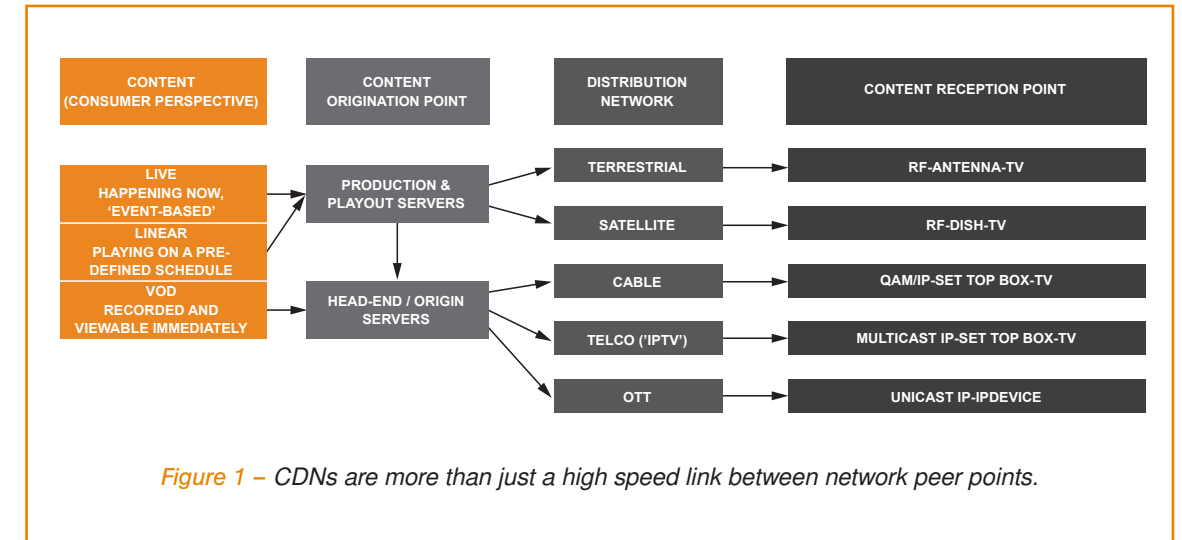 CONTENT
(CONSUMER PERSPECTIVE)
CONTENT
ORIGINATION POINT
DISTRIBUTION
NETWORK
CONTENT RECEPTION POINT
LIVE
HAPPENING NOW,
‘EVENT-BASED’
LINEAR
PLAYING ON A PRE-
DEFINED SCHEDULE
VOD
RECORDED AND
VIEWABLE IMMEDIATELY
PRODUCTION &
PLAYOUT SERVERS
HEAD-END / ORIGIN
SERVERS
TERRESTRIAL
SATELLITE
CABLE
TELCO (’IPTV’)
OTT
RF-ANTENNA-TV
RF-DISH-TV
QAM/IP-SET TOP BOX-TV
MULTICAST IP-SET TOP BOX-TV
UNICAST IP-IPDEVICE
Figure 1 – CDNs are more than just a high speed link between network peer points.